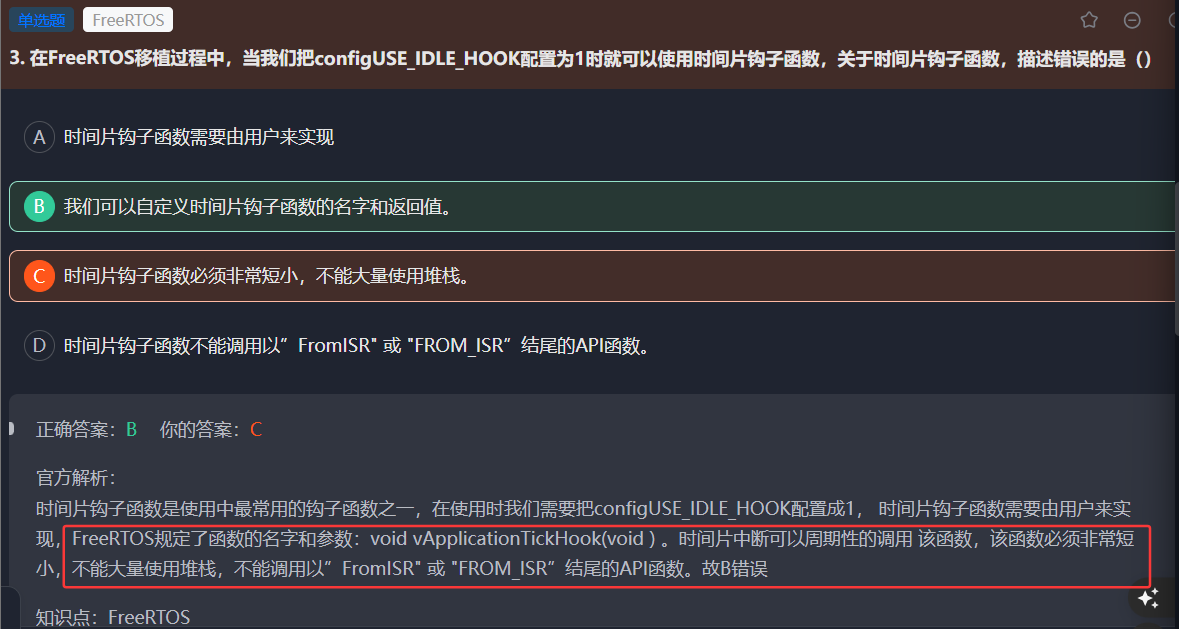 单选题 FreeRTOS
3. 在FreeRTOS移植过程中，当我们把configUSE_IDLE_HOOK配置为1时就可以使用时间片钩子函数，关于时间片钩子函数，描述错误的是（）
A 时间片钩子函数需要由用户来实现
B 我们可以自定义时间片钩子函数的名字和返回值。
C 时间片钩子函数必须非常短小，不能大量使用堆栈。
D 时间片钩子函数不能调用以”FromISR" 或 "FROM_ISR”结尾的API函数。
正确答案：B 你的答案：C
官方解析：
时间片钩子函数是使用中最常用的钩子函数之一，在使用时我们需要把configUSE_IDLE_HOOK配置成1， 时间片钩子函数需要由用户来实
现，FreeRTOS规定了函数的名字和参数：void vApplicationTickHook(void ) 。时间片中断可以周期性的调用 该函数，该函数必须非常短
小，不能大量使用堆栈，不能调用以”FromISR" 或 "FROM_ISR”结尾的API函数。故B错误
知识点：FreeRTOS